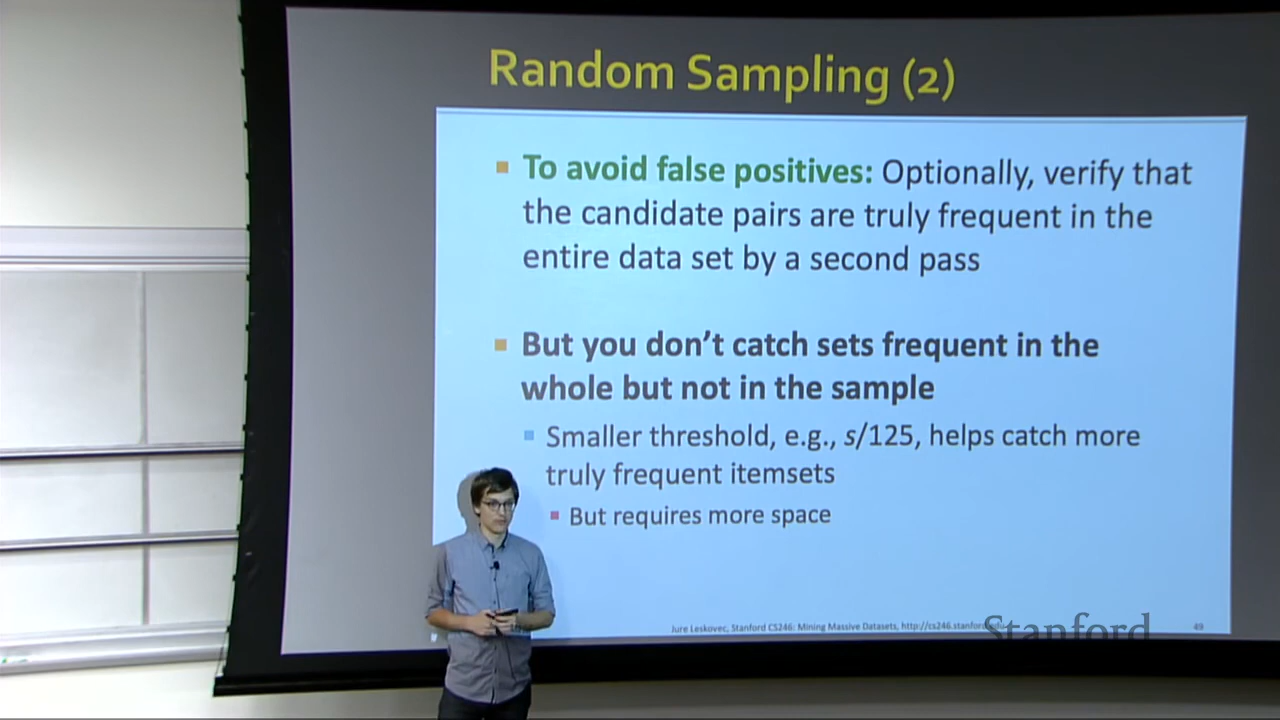 Random Sampling (2)
To avoid false positives: Optionally, verify that
the candidate pairs are truly frequent in the
entire data set by a second pass
But you don't catch sets frequent in the
whole but not in the sample
Smaller threshold, e.g., s/125, helps catch more
truly frequent itemsets
But requires more space
Jure Leskovec, Stanford CS246: Mining Massive Datasets, http://cs246.stanford
Stanford
49